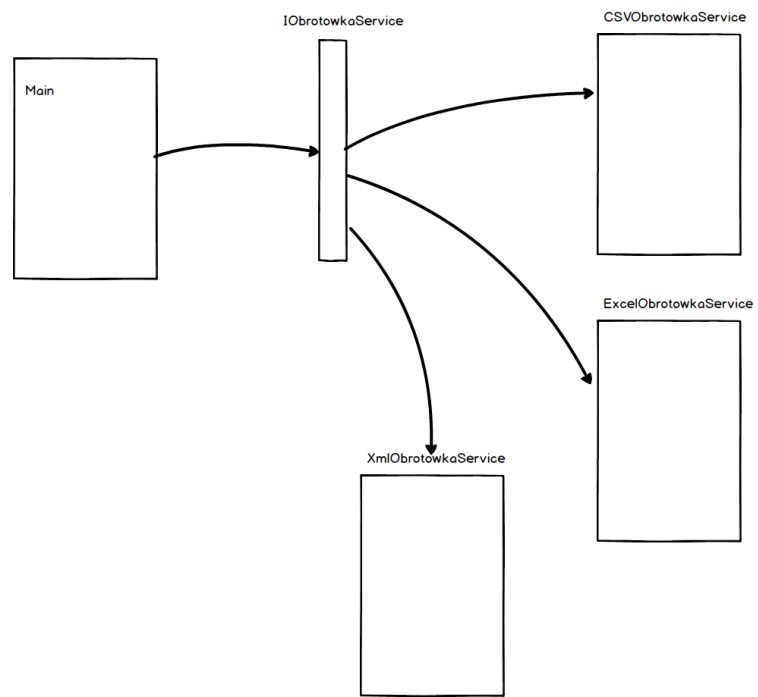 CSVObrotowkaService
IObrotowkaService
Main
ExcelObrotowkaService
XmlObrotowkaService